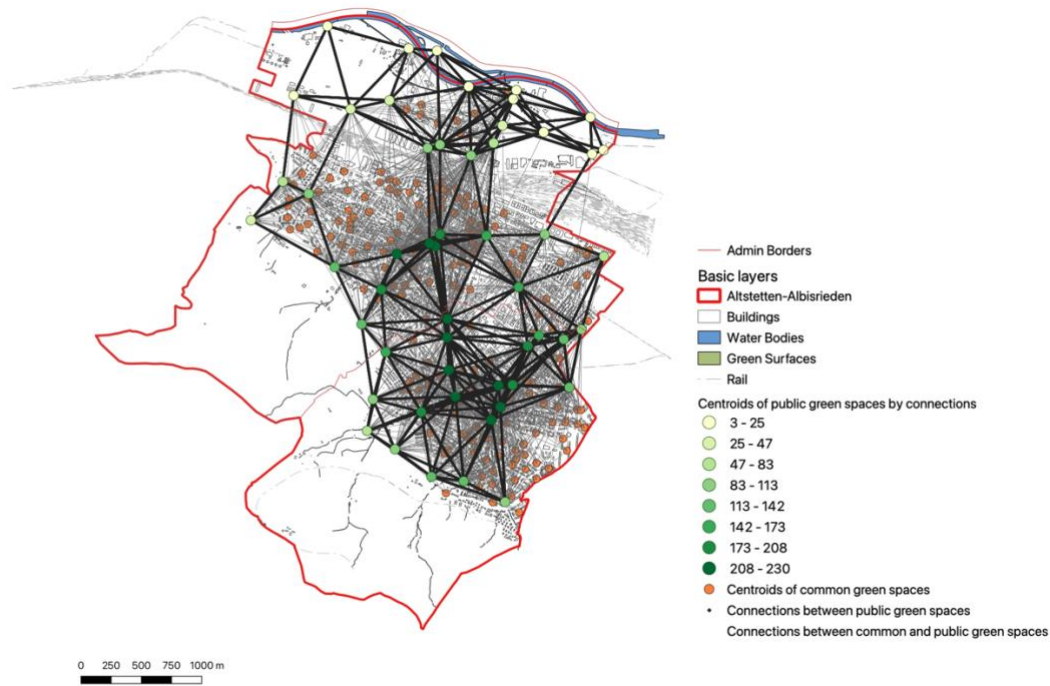 Admin Borders
Basic layers
Altstetten-Albisrieden
Buildings
Water Bodies
Green Surfaces
Rail
Centroids of public green spaces by connections
3 - 25
25 - 47
47 - 83
83 - 113
113 - 142
142 - 173
173 - 208
208 - 230
Centroids of common green spaces
Connections between public green spaces
Connections between common and public green spaces
0 250 500 750 1000 m